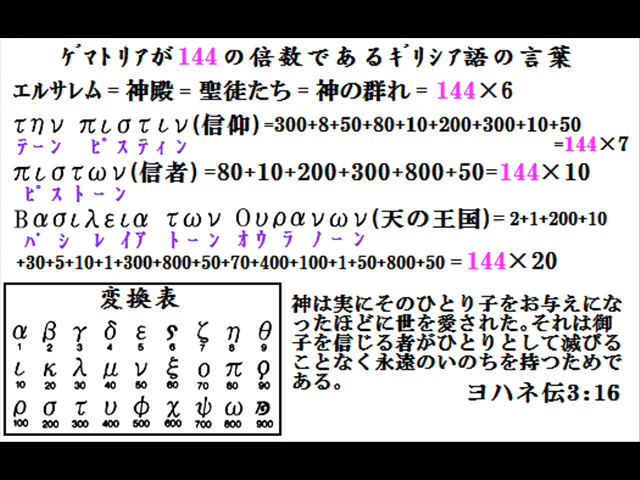 ｹﾞﾏﾄﾘｱが144の倍数であるｷﾞﾘｼｱ語の言葉
エルサレム = 神殿 = 聖徒たち = 神の群れ = 144×6
την πιστιν(信仰)=300+8+50+80+10+200+300+10+50
テーン ピスティン
=144×7
πιστων(信者)=80+10+200+300+800+50=144×10
ピストーン
Βασιλεια των Ουρανων(天の王国)= 2+1+200+10
バシレイア トーン オウラノーン
+30+5+10+1+300+800+50+70+400+100+1+50+800+50 = 144×20
変換表
α β γ δ ε ς ζ η θ
1 2 3 4 5 6 7 8 9
ι κ λ μ ν ξ ο π ϙ
10 20 30 40 50 60 70 80 90
ρ σ τ υ φ χ ψ ω ϡ
100 200 300 400 500 600 700 800 900
神は実にそのひとり子をお与えにな
ったほどに世を愛された。それは御
子を信じる者がひとりとして滅びる
ことなく永遠のいのちを持つためで
ある。
ヨハネ伝3:16